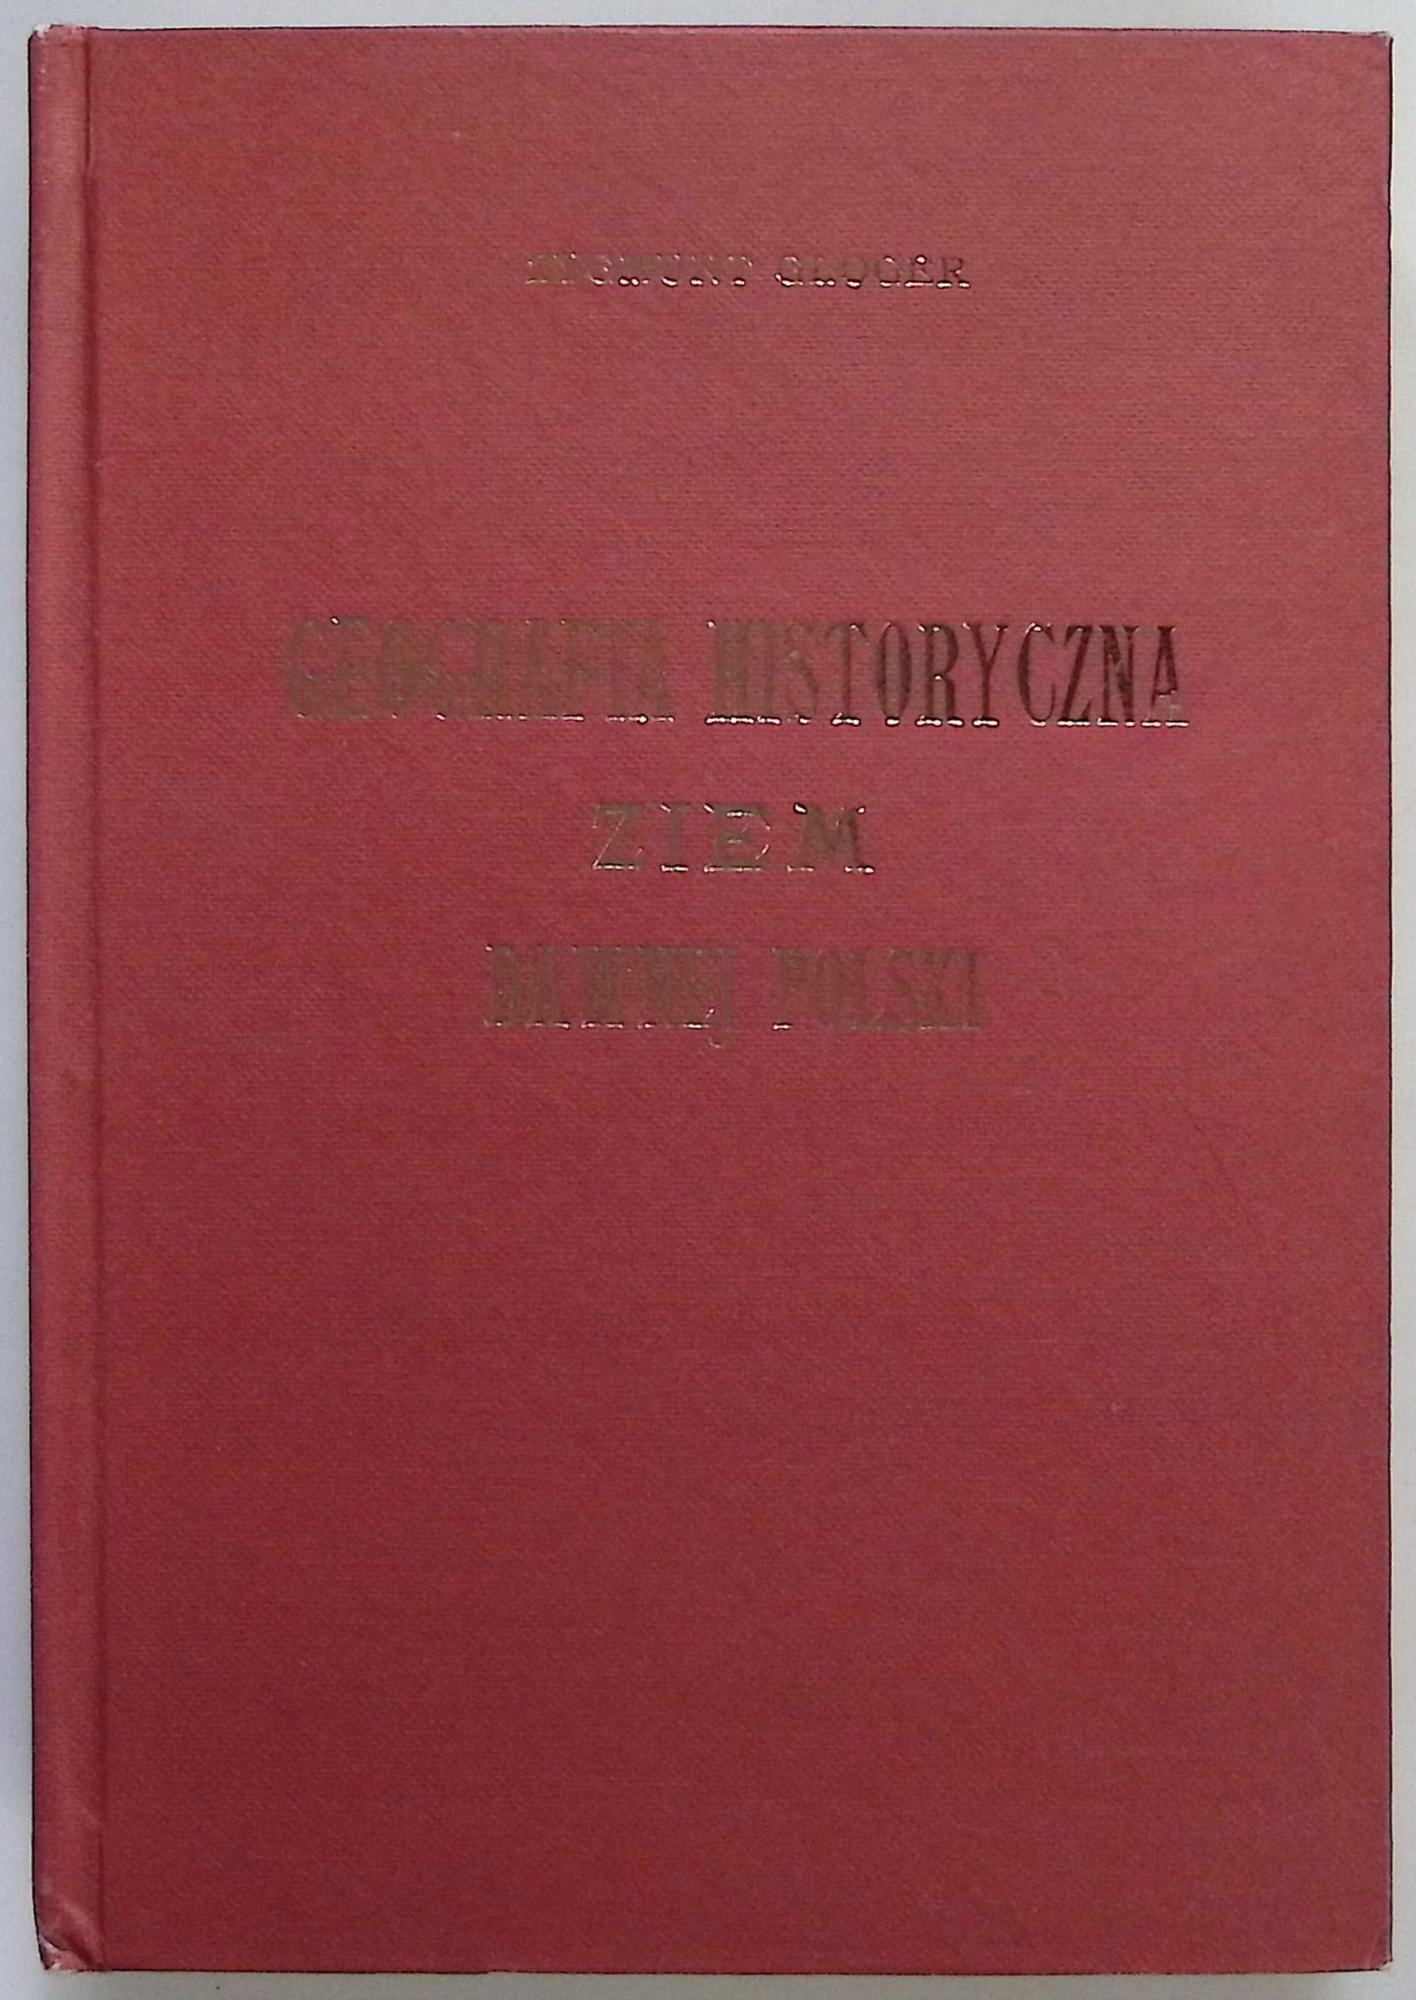 ZYGMUNT GLOGER
GEOGRAFIA HISTORYCZNA
ZIEM
DAWNEJ POLSKI